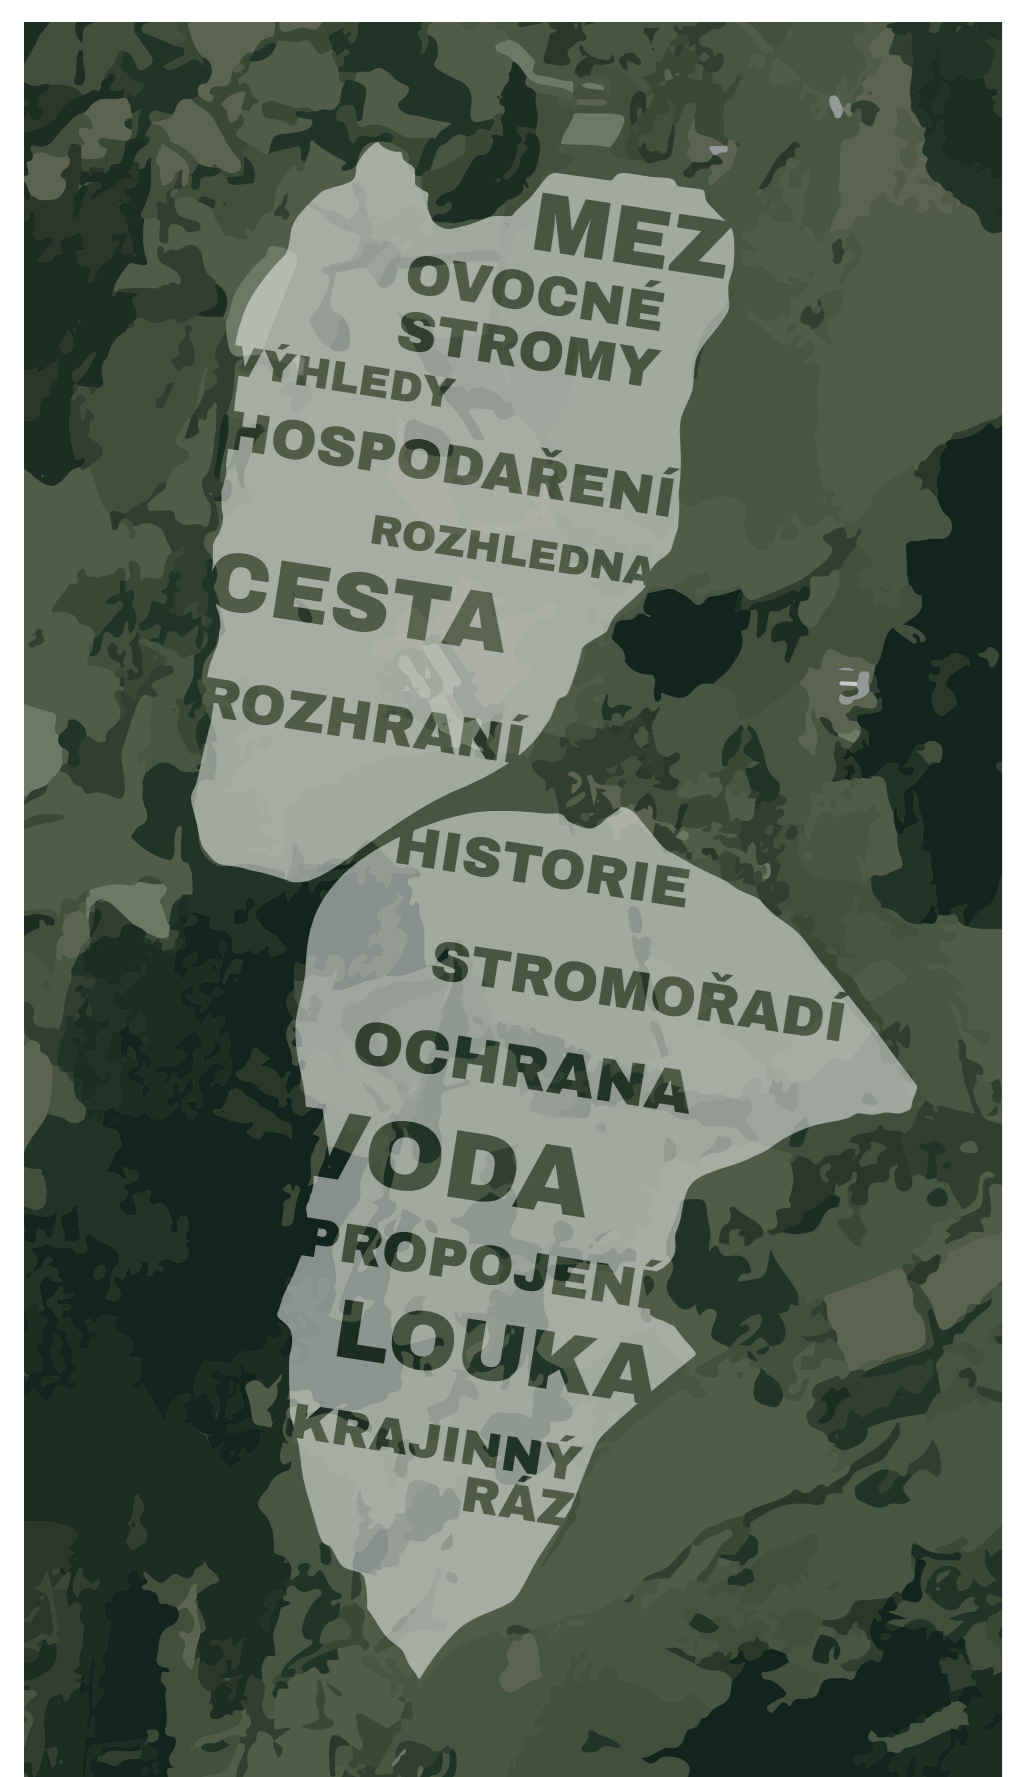 MEZ
OVOCNÉ
STROMY
VÝHLEDY
HOSPODAŘENÍ
ROZHLEDNA
CESTA
ROZHRANÍ
HISTORIE
STROMOŘADÍ
OCHRANA
VODA
PROPOJENÍ
LOUKA
KRAJINNÝ
RÁZ